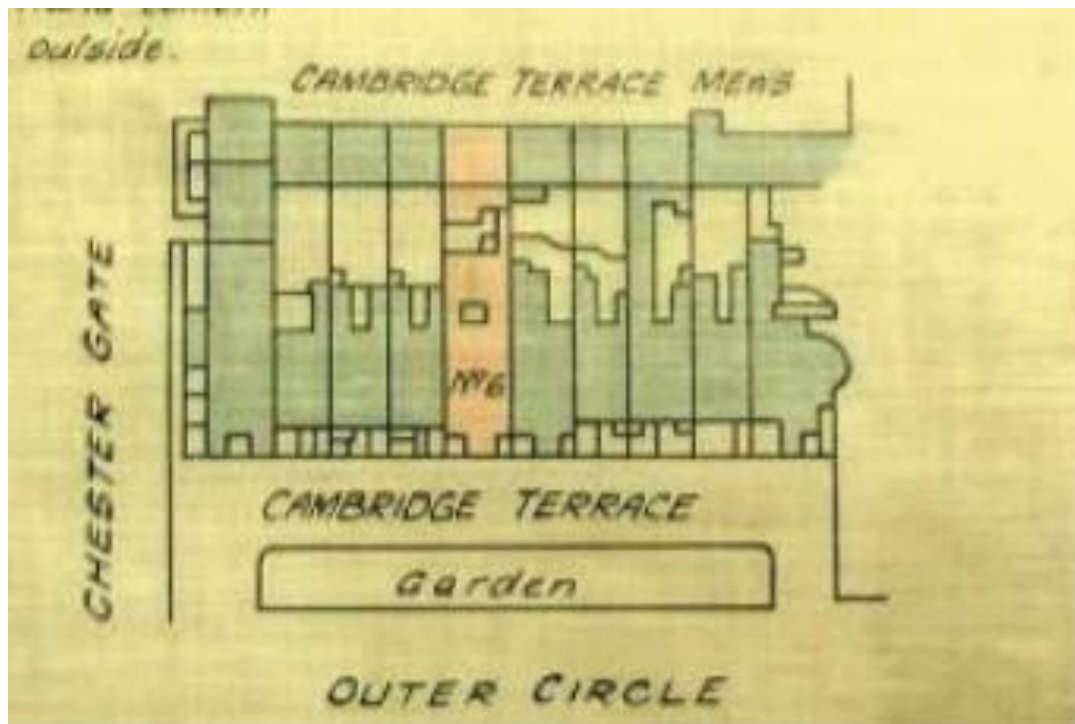 outside.
CAMBRIDGE TERRACE MEWS
CHESTER GATE
Nº6
CAMBRIDGE TERRACE
Garden
OUTER CIRCLE